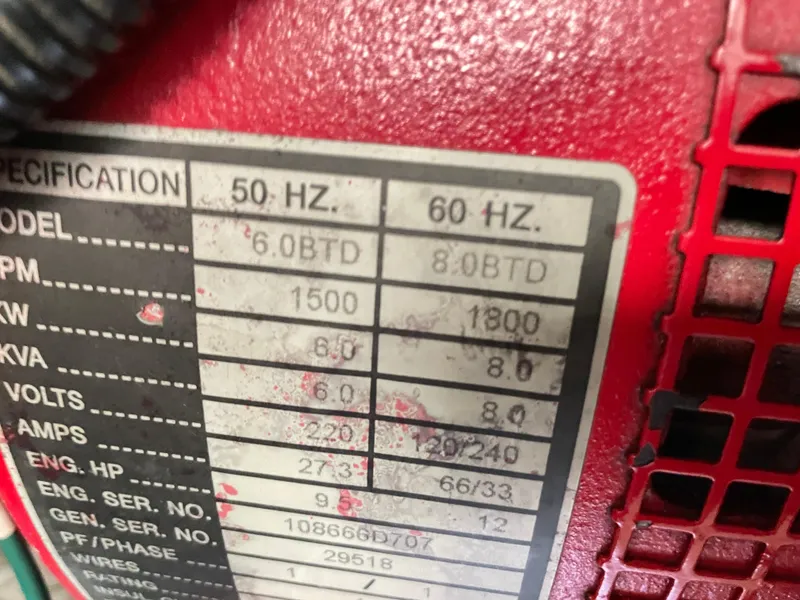 PECIFICATION 50 HZ. 60 HZ.
ODEL 6.0BTD 8.0BTD
PM 1500 1800
KW 6.0 8.0
KVA 6.0 8.0
VOLTS 220 120/240
AMPS 27.3 66/33
ENG. HP 9.5 12
ENG. SER. NO. 108666D707
GEN. SER. NO. 29518
PF/PHASE 1 / 1
WIRES
RATING